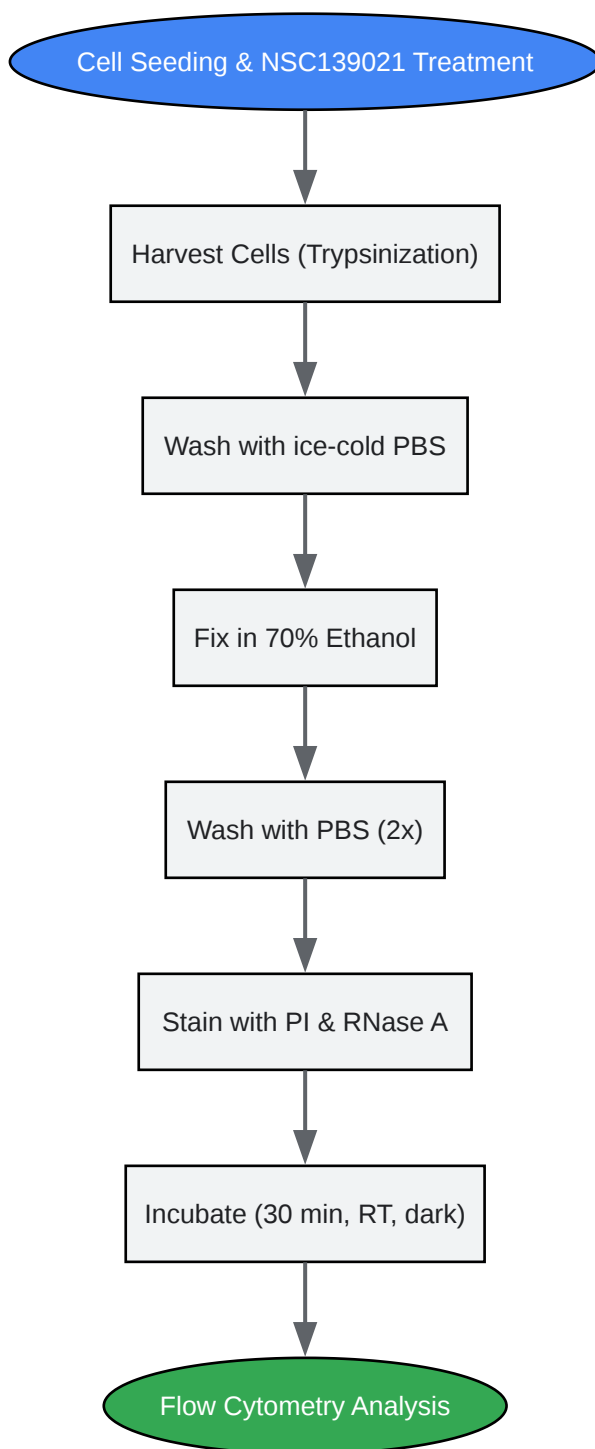 Cell Seeding & NSC139021 Treatment
Harvest Cells (Trypsinization)
Wash with ice-cold PBS
Fix in 70% Ethanol
Wash with PBS (2x)
Stain with PI & RNase A
Incubate (30 min, RT, dark)
Flow Cytometry Analysis